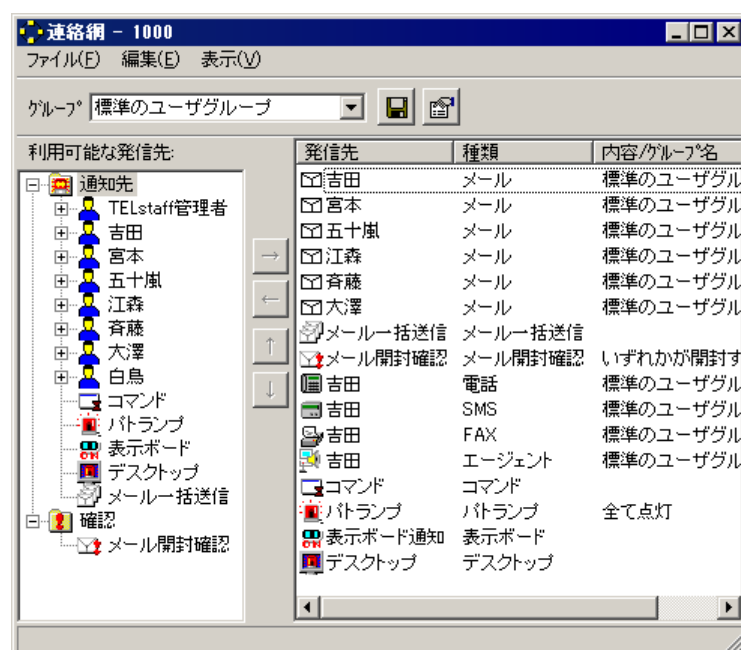 連絡網 - 1000
ファイル(F) 編集(E) 表示(V)
グループ 標準のユーザグループ
利用可能な発信先:
通知先
TELstaff管理者
吉田
宮本
五十嵐
江森
斉藤
大澤
白鳥
コマンド
パトランプ
表示ボード
デスクトップ
メール一括送信
確認
メール開封確認
発信先 種類 内容/グループ名
吉田 メール 標準のユーザグル
宮本 メール 標準のユーザグル
五十嵐 メール 標準のユーザグル
江森 メール 標準のユーザグル
斉藤 メール 標準のユーザグル
大澤 メール 標準のユーザグル
メール一括送信 メール一括送信
メール開封確認 メール開封確認 いずれかが開封す
吉田 電話 標準のユーザグル
吉田 SMS 標準のユーザグル
吉田 FAX 標準のユーザグル
吉田 エージェント 標準のユーザグル
コマンド コマンド
パトランプ パトランプ 全て点灯
表示ボード通知 表示ボード
デスクトップ デスクトップ